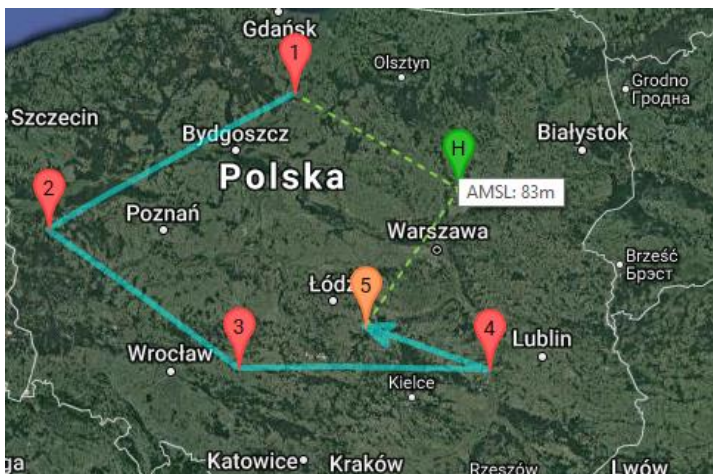 Gdańsk
1
Olsztyn
Grodno
Гродна
Szczecin
Bydgoszcz
Białystok
H
Polska
AMSL: 83m
2
Poznań
Warszawa
Brześć
Брэст
Łódź
5
3
4
Wrocław
Lublin
Kielce
Katowice
Kraków
Rzeszów
Lwów